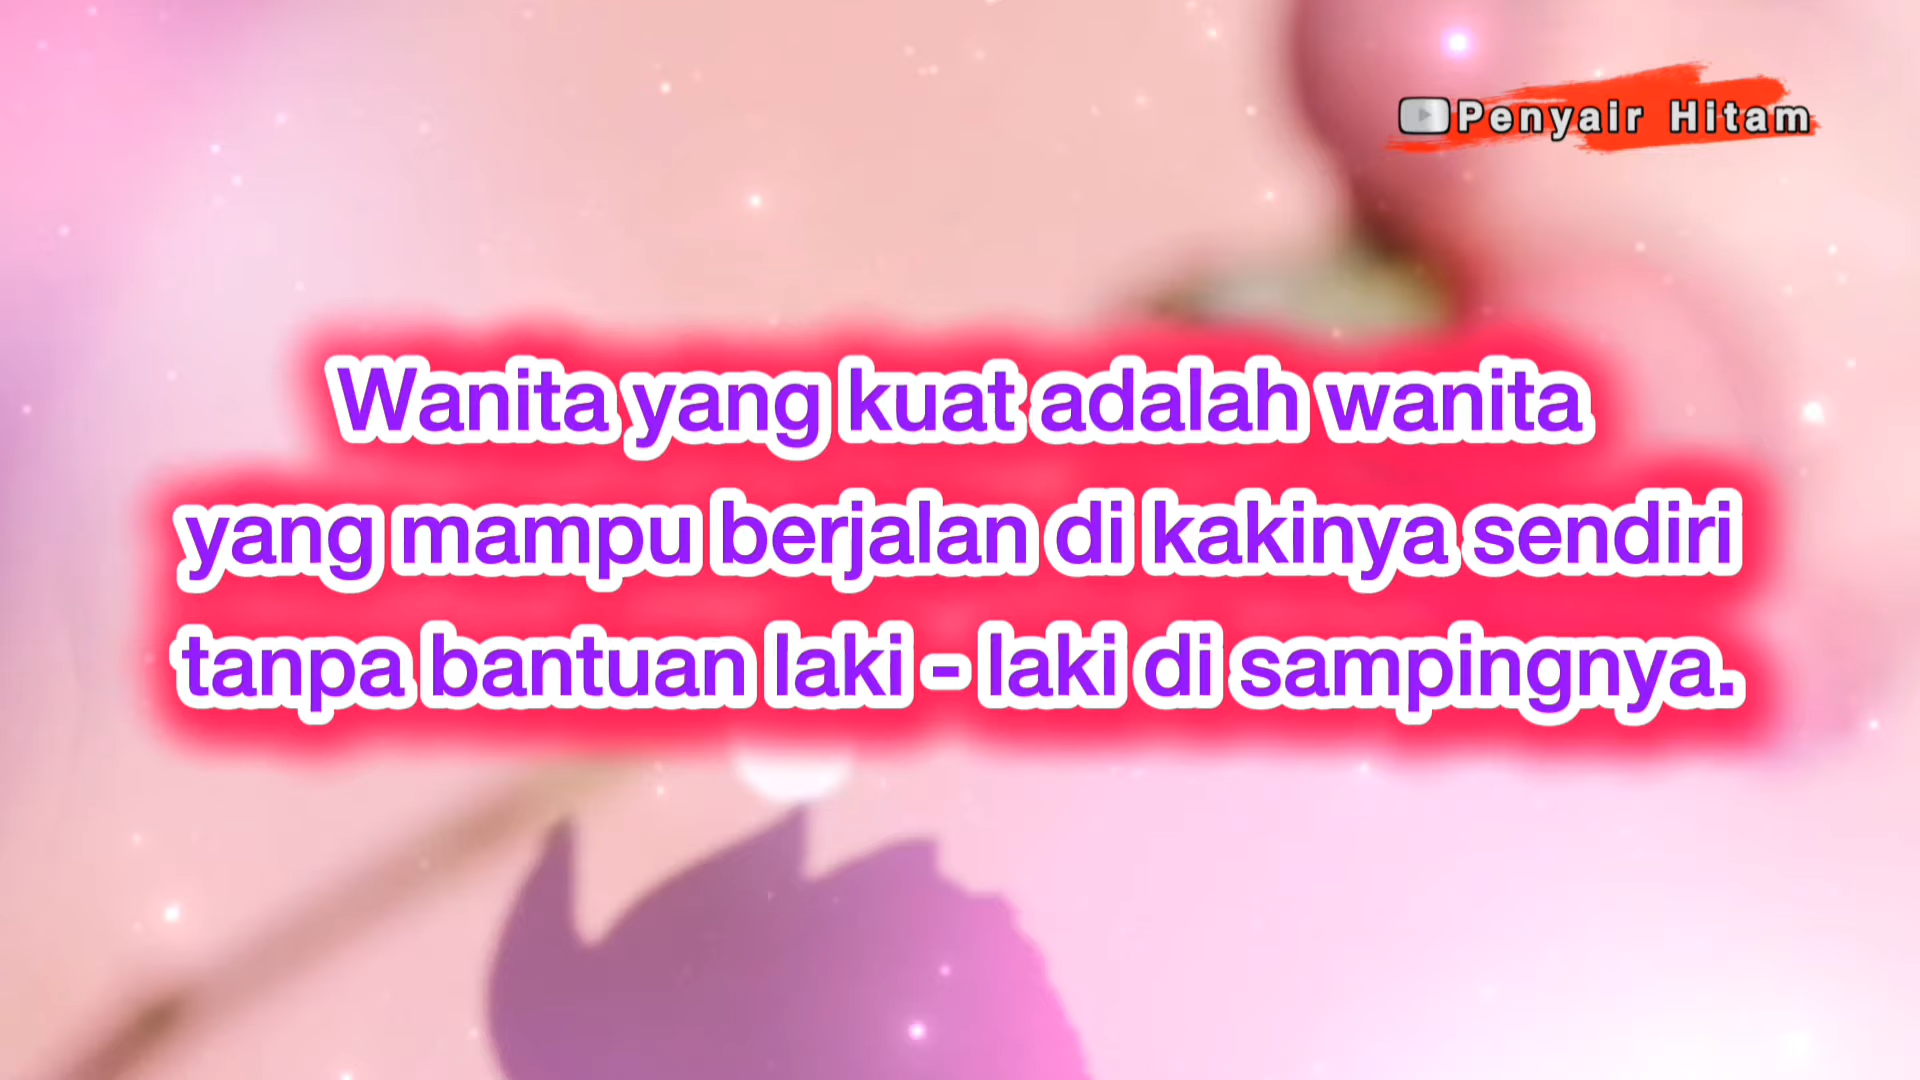 Penyair Hitam
Wanita yang kuat adalah wanita
yang mampu berjalan di kakinya sendiri
tanpa bantuan laki - laki di sampingnya.